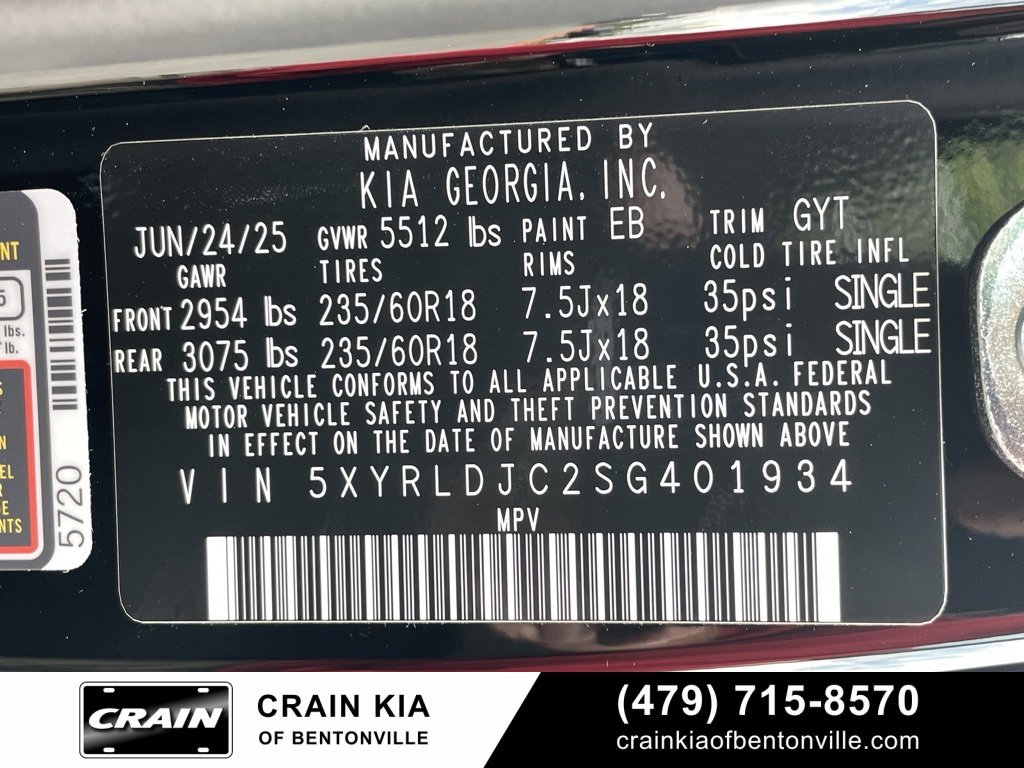 MANUFACTURED BY
KIA GEORGIA, INC.
JUN/24/25 GVWR 5512 lbs PAINT EB TRIM GYT
GAWR TIRES RIMS COLD TIRE INFL
FRONT 2954 lbs 235/60R18 7.5Jx18 35psi SINGLE
REAR 3075 lbs 235/60R18 7.5Jx18 35psi SINGLE
THIS VEHICLE CONFORMS TO ALL APPLICABLE U.S.A. FEDERAL
MOTOR VEHICLE SAFETY AND THEFT PREVENTION STANDARDS
IN EFFECT ON THE DATE OF MANUFACTURE SHOWN ABOVE
VIN 5XYRLDJC2SG401934
MPV
5720
lbs.
lb.
CRAIN
CRAIN KIA
OF BENTONVILLE
(479) 715-8570
crainkiaofbentonville.com